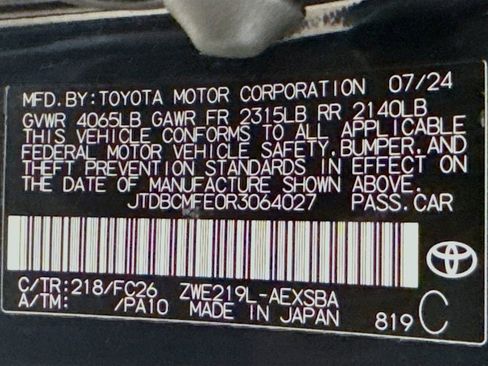 MFD.BY:TOYOTA MOTOR CORPORATION 07/24
GVWR 4065LB GAWR FR 2315LB RR 2140LB
THIS VEHICLE CONFORMS TO ALL APPLICABLE
FEDERAL MOTOR VEHICLE SAFETY,BUMPER,AND
THEFT PREVENTION STANDARDS IN EFFECT ON
THE DATE OF MANUFACTURE SHOWN ABOVE.
JTDBCMFE0R3064027 PASS.CAR
C/TR:218/FC26 ZWE219L-AEXSBA
A/TM: /PA10 MADE IN JAPAN 819 C